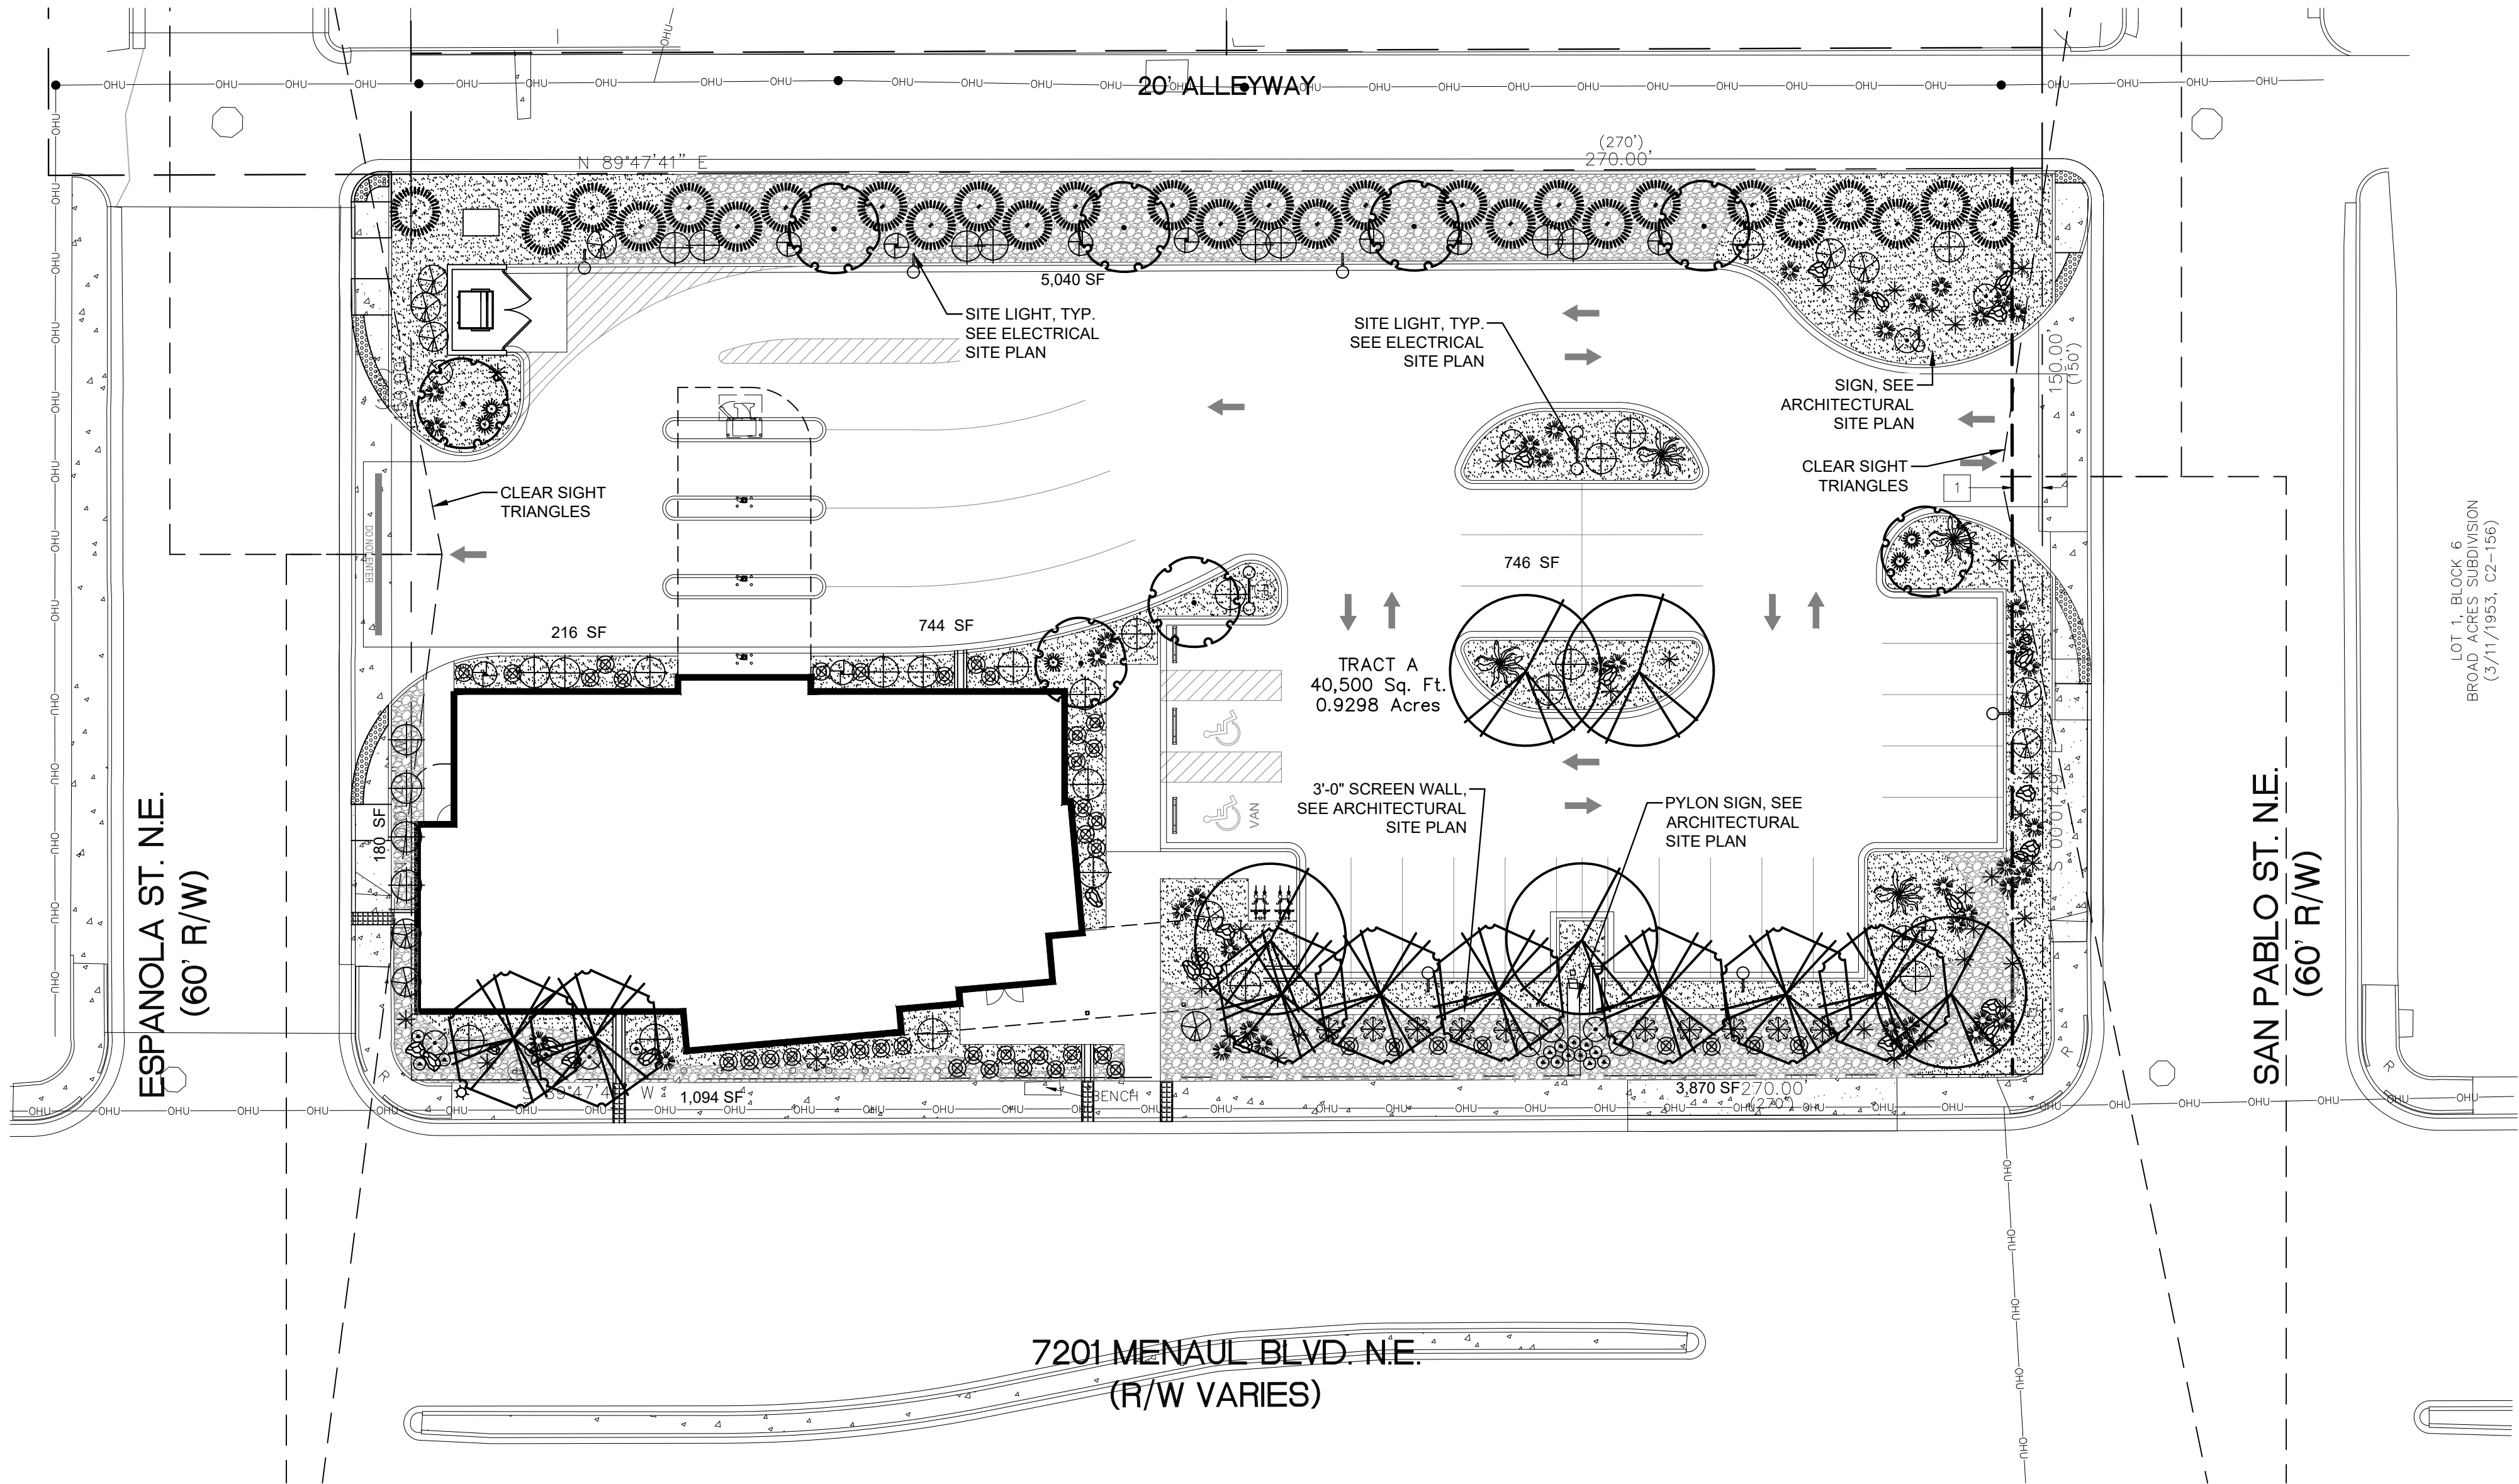 20' ALLEYWAY
N 89°47'41" E
(270')
270.00'
5,040 SF
SITE LIGHT, TYP.
SEE ELECTRICAL
SITE PLAN
SITE LIGHT, TYP.
SEE ELECTRICAL
SITE PLAN
SIGN, SEE
ARCHITECTURAL
SITE PLAN
150.00'
(150')
CLEAR SIGHT
TRIANGLES
CLEAR SIGHT
TRIANGLES
1
DO NOT ENTER
LOT 1, BLOCK 6
BROAD ACRES SUBDIVISION
(3/11/1953, C2-156)
746 SF
216 SF
744 SF
TRACT A
40,500 Sq. Ft.
0.9298 Acres
3'-0" SCREEN WALL,
SEE ARCHITECTURAL
SITE PLAN
PYLON SIGN, SEE
ARCHITECTURAL
SITE PLAN
VAN
180 SF
ESPANOLA ST. N.E.
(60' R/W)
SAN PABLO ST. N.E.
(60' R/W)
1,094 SF
BENCH
3,870 SF
270.00'
(270')
OHU
R
R
R
7201 MENAUL BLVD. N.E.
(R/W VARIES)